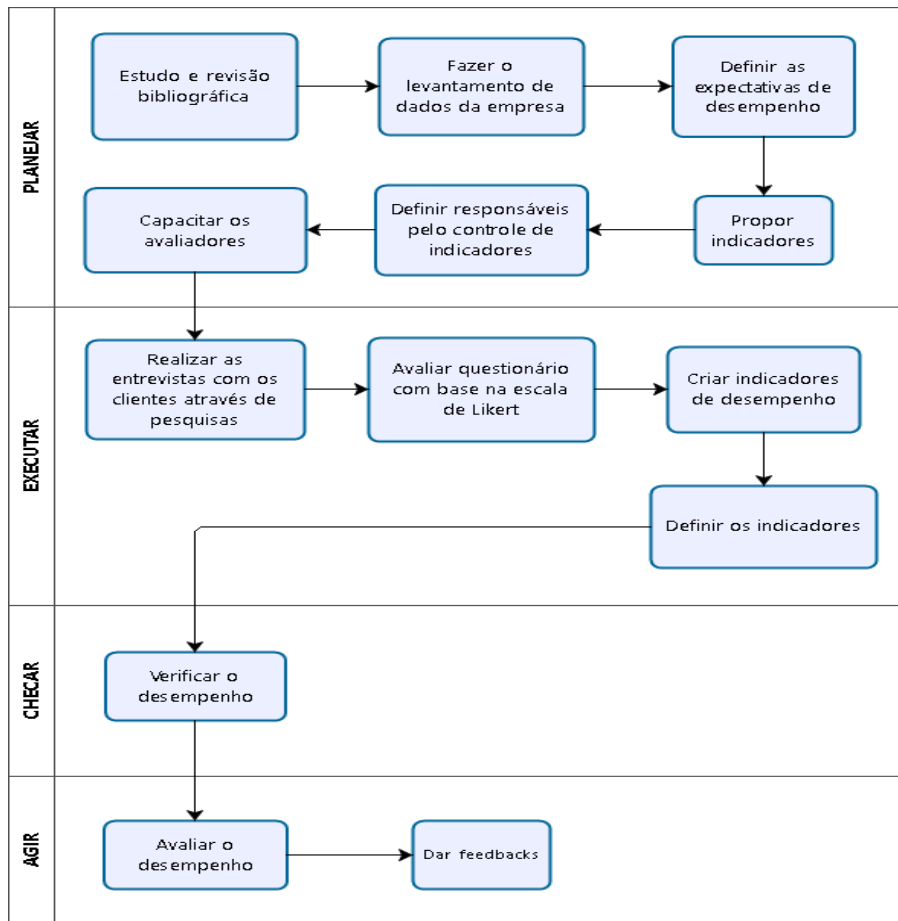 PLANEJAR
Estudo e revisão
bibliográfica
Fazer o
levantamento de
dados da empresa
Definir as
expectativas de
desempenho
Propor
indicadores
Definir responsáveis
pelo controle de
indicadores
Capacitar os
avaliadores
EXECUTAR
Realizar as
entrevistas com os
clientes através de
pesquisas
Avaliar questionário
com base na escala
de Likert
Criar indicadores
de desempenho
Definir os indicadores
CHECAR
Verificar o
desempenho
AGIR
Avaliar o
desempenho
Dar feedbacks